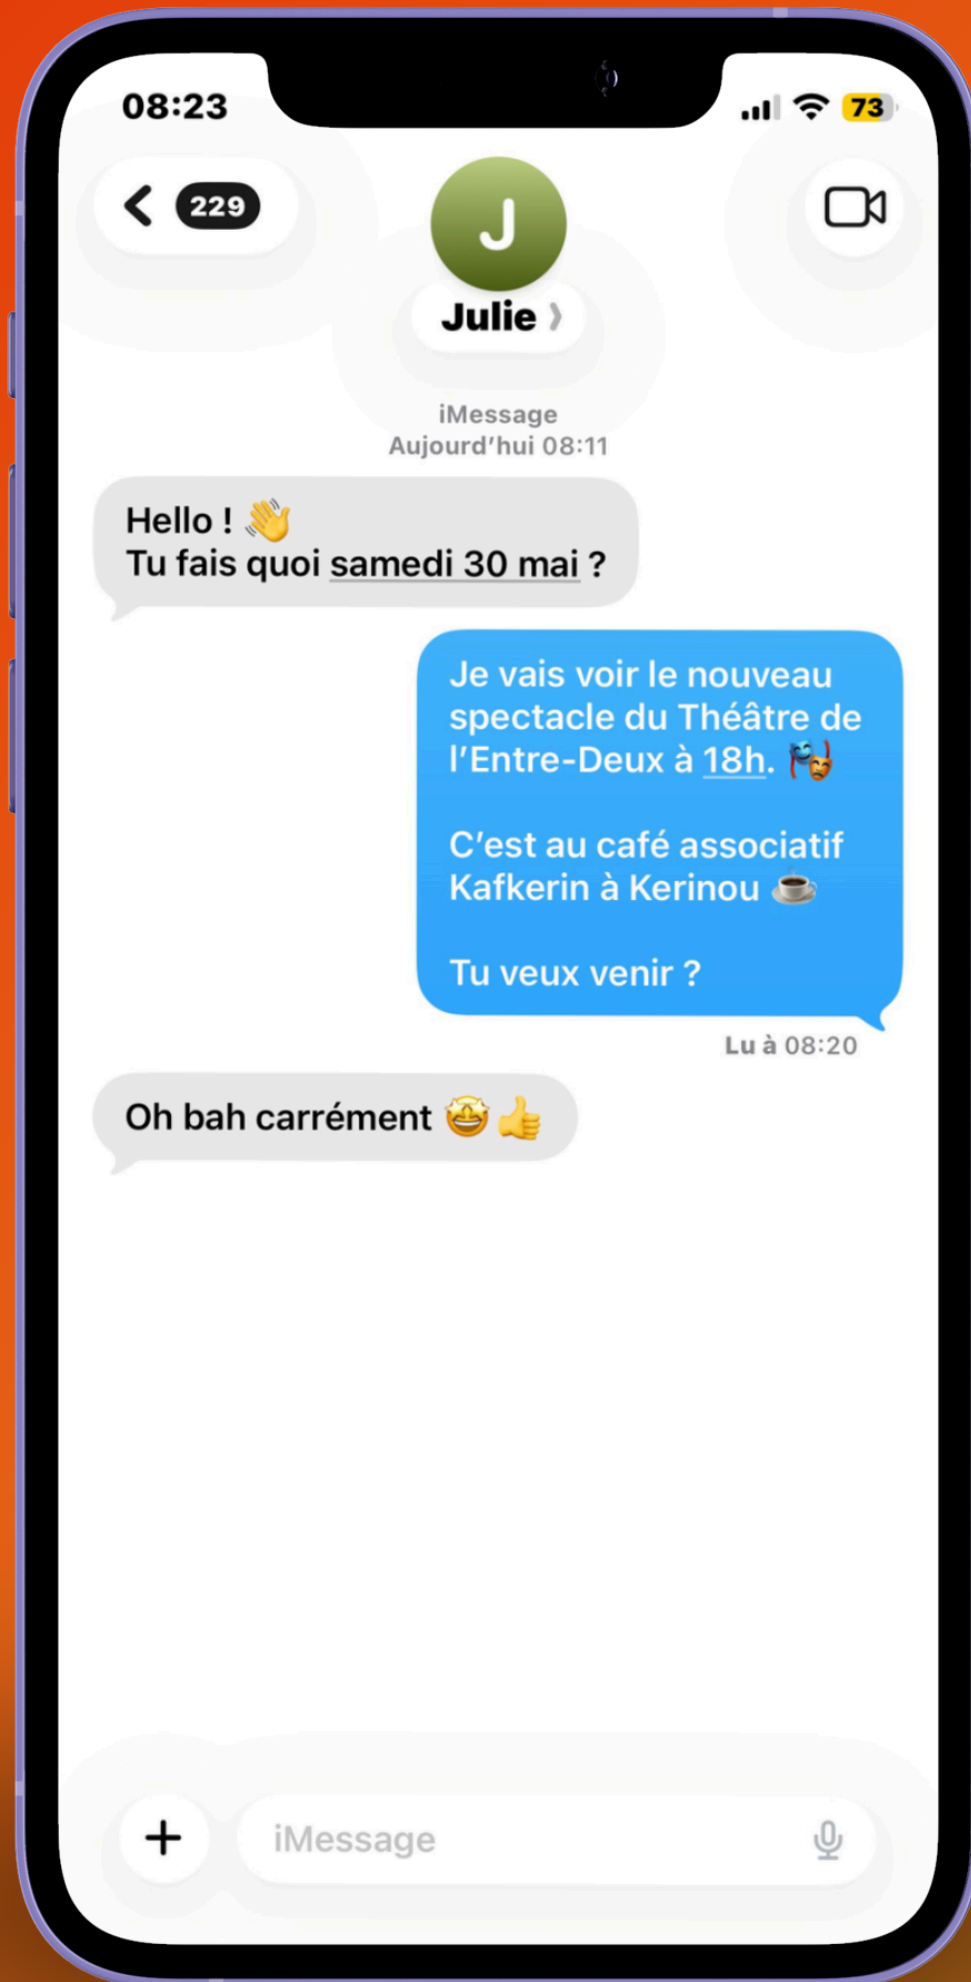 08:23
73
229
J
Julie
iMessage
Aujourd’hui 08:11
Hello ! 👋
Tu fais quoi samedi 30 mai ?
Je vais voir le nouveau
spectacle du Théâtre de
l’Entre-Deux à 18h. 🎭
C’est au café associatif
Kafkerin à Kerinou ☕
Tu veux venir ?
Lu à 08:20
Oh bah carrément 🤩👍
iMessage